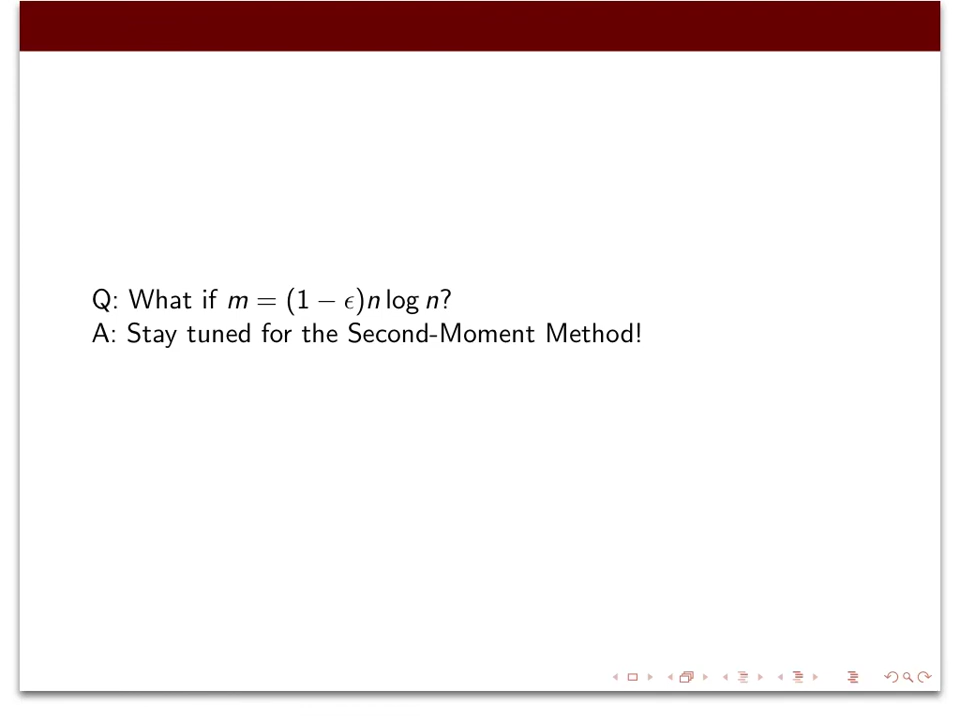 Q: What if m = (1 − ϵ)n log n?
A: Stay tuned for the Second-Moment Method!